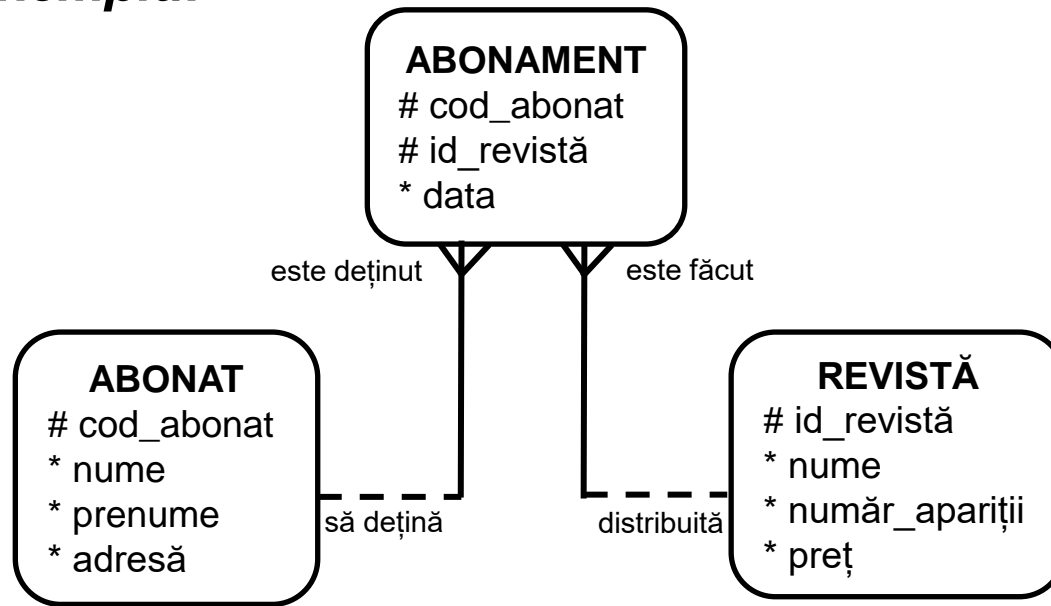 ABONAMENT
# cod_abonat
# id_revistă
* data
este deținut
este făcut
ABONAT
# cod_abonat
* nume
* prenume
* adresă
să dețină
distribuită
REVISTĂ
# id_revistă
* nume
* număr_apariții
* preț